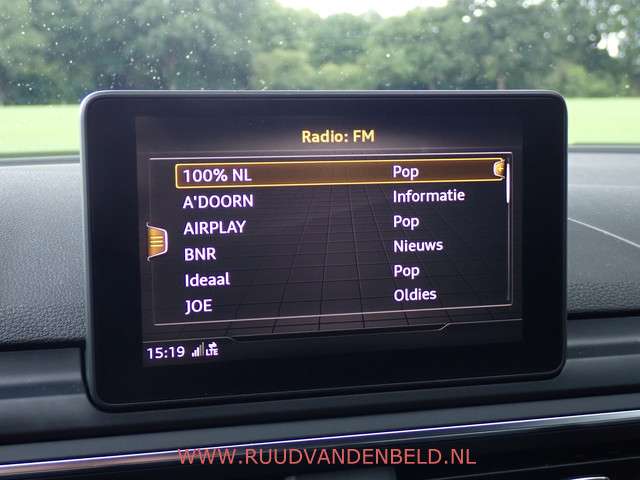 Radio: FM
100% NL Pop
A'DOORN Informatie
AIRPLAY Pop
BNR Nieuws
Ideaal Pop
JOE Oldies
15:19 LTE
WWW.RUUDVANDENBELD.NL